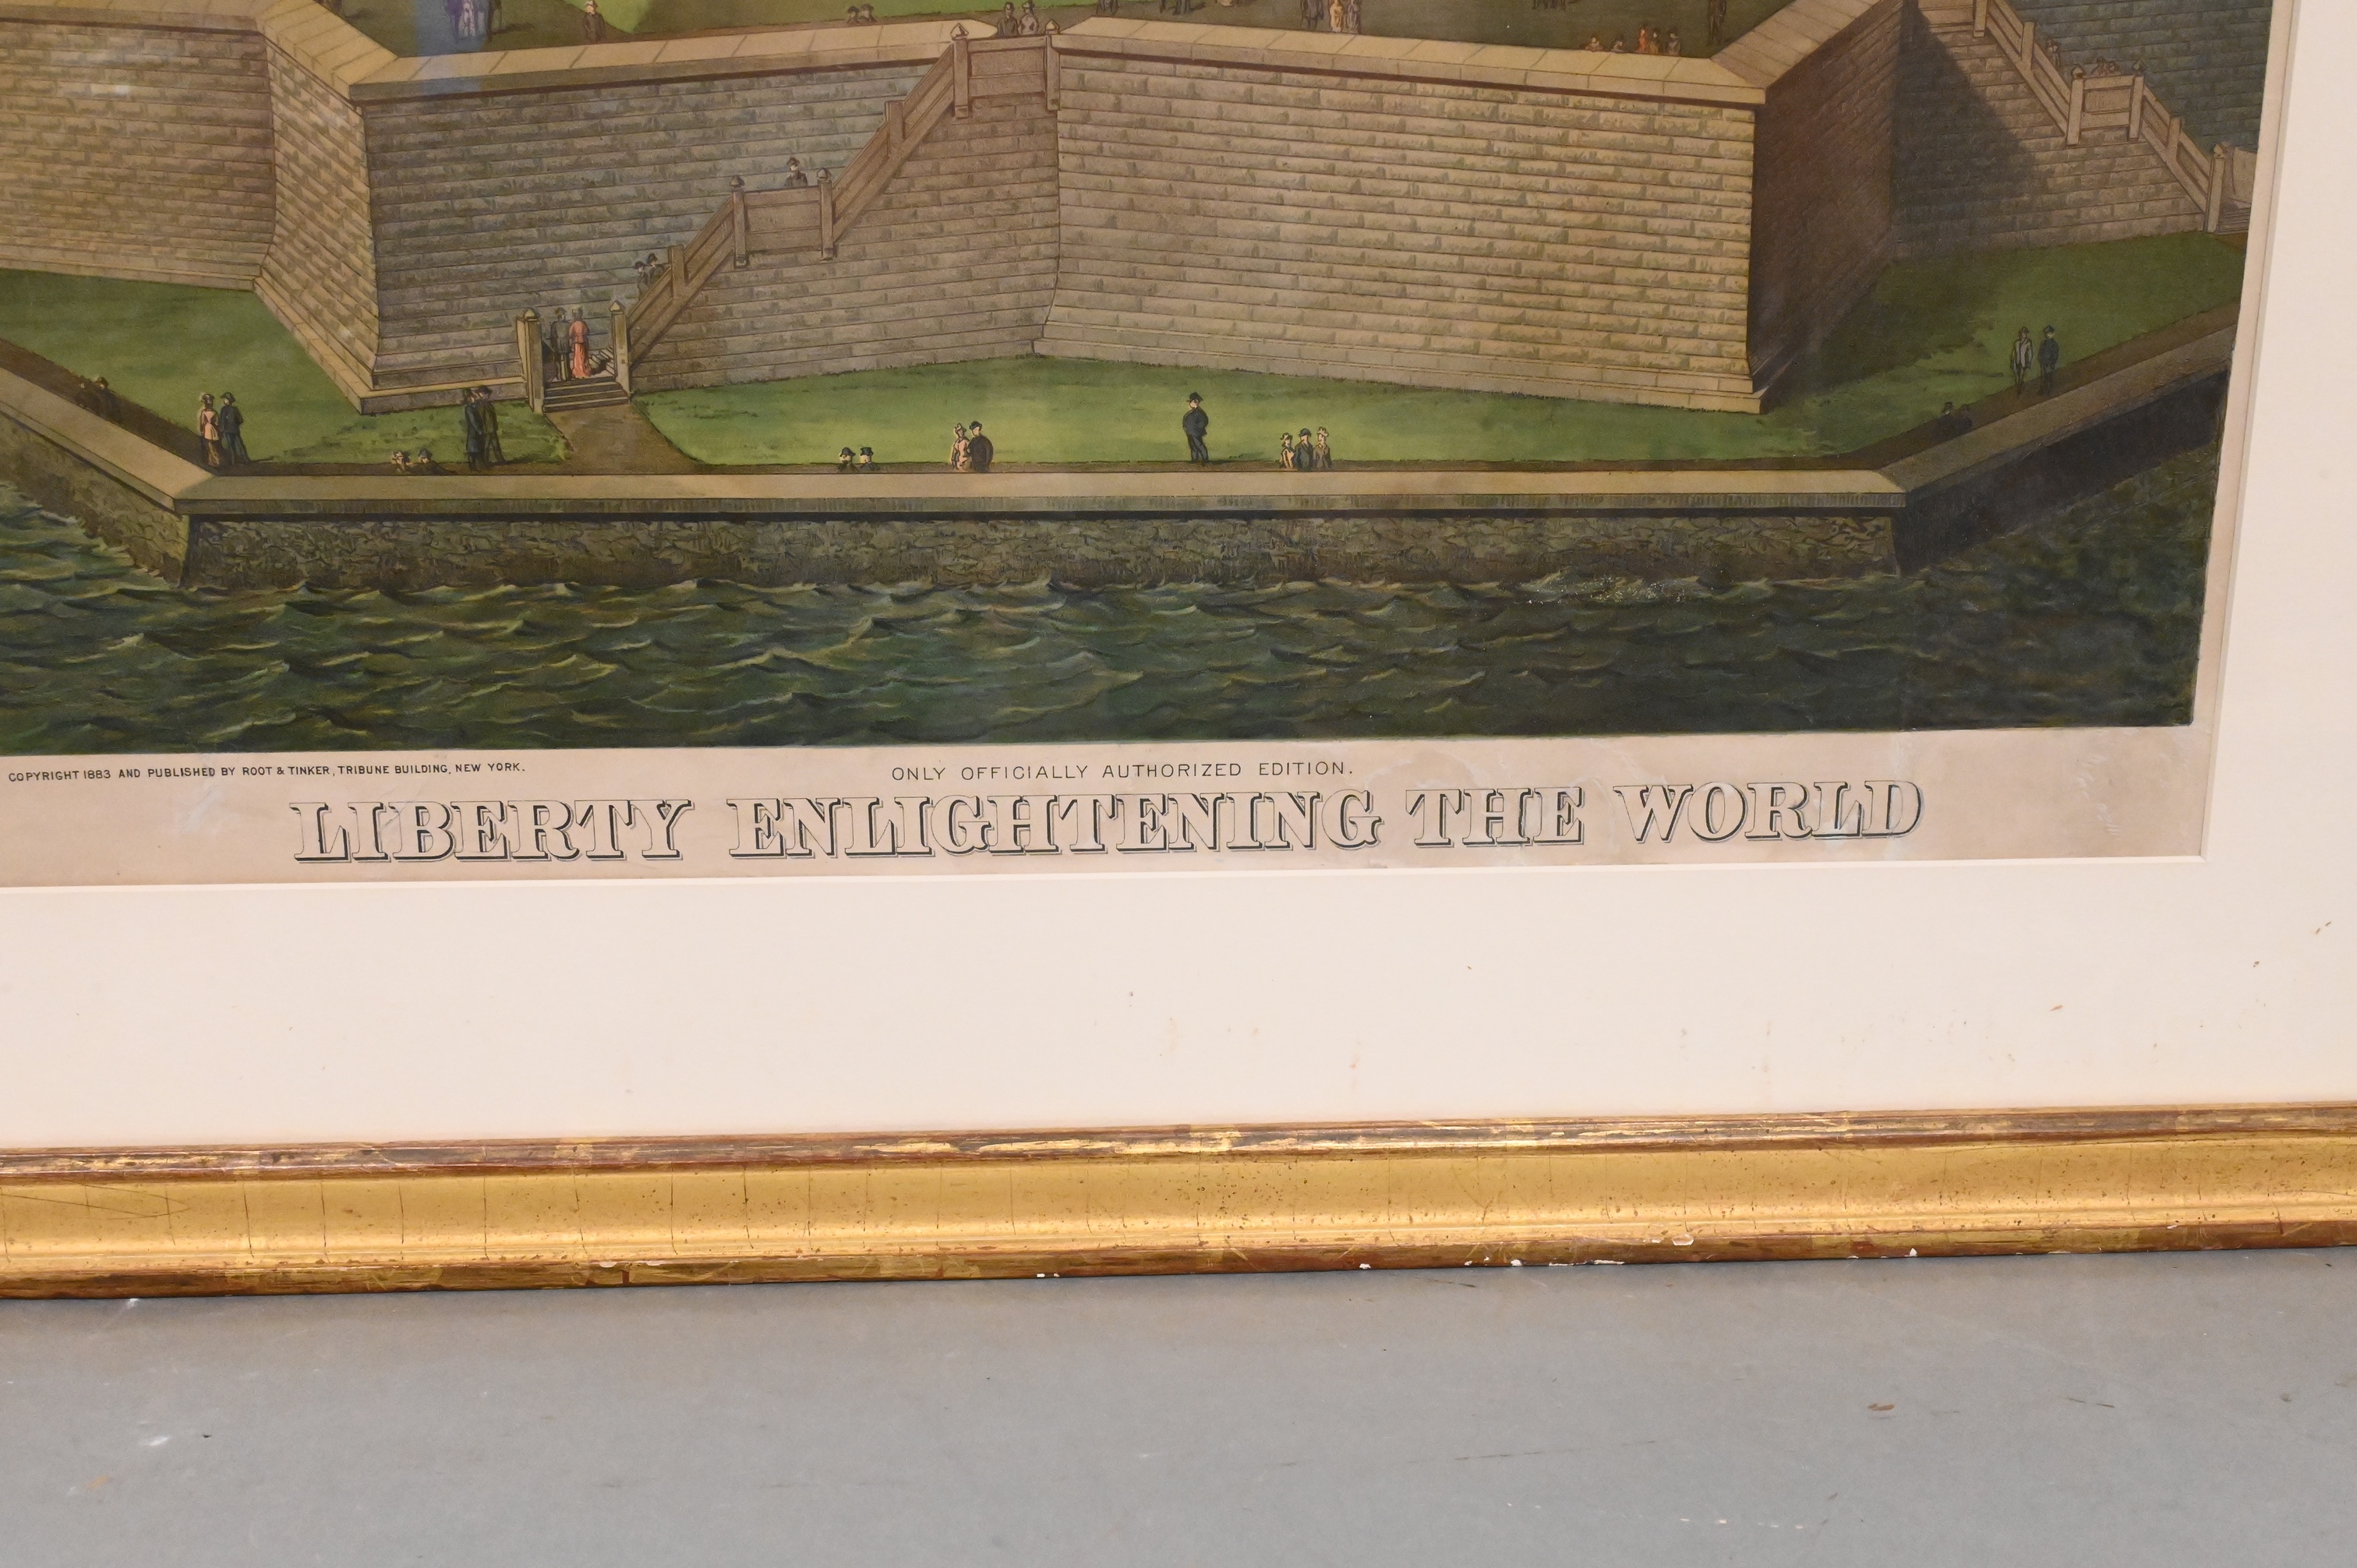 COPYRIGHT 1883 AND PUBLISHED BY ROOT & TINKER, TRIBUNE BUILDING, NEW YORK.
ONLY OFFICIALLY AUTHORIZED EDITION.
LIBERTY ENLIGHTENING THE WORLD